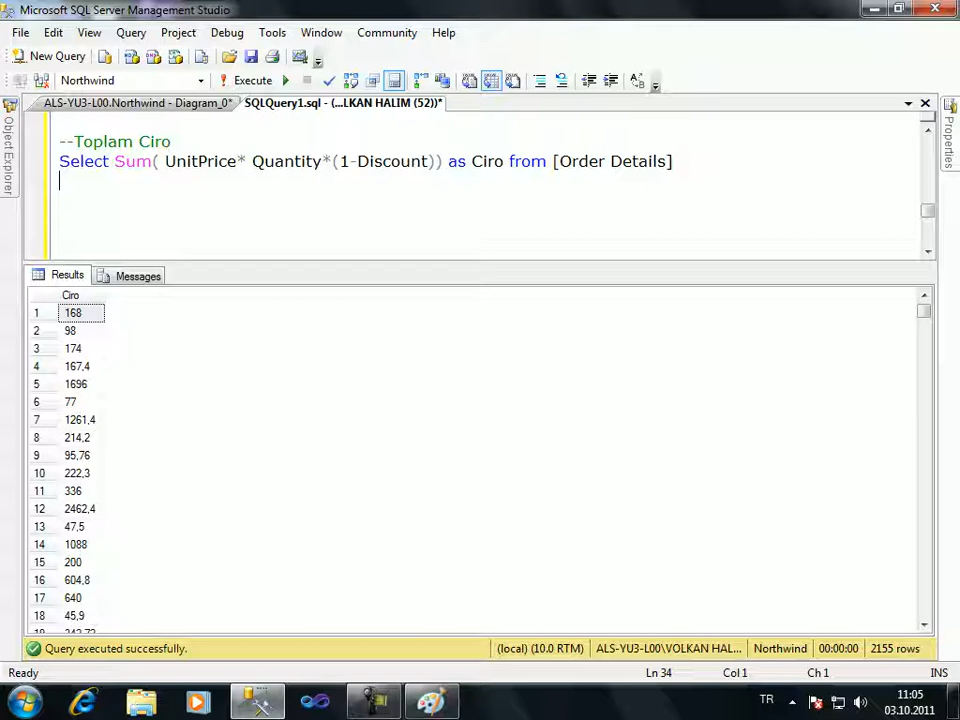 Microsoft SQL Server Management Studio
File Edit View Query Project Debug Tools Window Community Help
New Query
Northwind Execute
ALS-YU3-L00.Northwind - Diagram_0* SQLQuery1.sql - (...LKAN HALIM (52))*
Object Explorer
Properties
--Toplam Ciro
Select Sum( UnitPrice* Quantity*(1-Discount)) as Ciro from [Order Details]
Results Messages
Ciro
1 168
2 98
3 174
4 167,4
5 1696
6 77
7 1261,4
8 214,2
9 95,76
10 222,3
11 336
12 2462,4
13 47,5
14 1088
15 200
16 604,8
17 640
18 45,9
Query executed successfully. (local) (10.0 RTM) ALS-YU3-L00\VOLKAN HAL... Northwind 00:00:00 2155 rows
Ready Ln 34 Col 1 Ch 1 INS
TR 11:05
03.10.2011